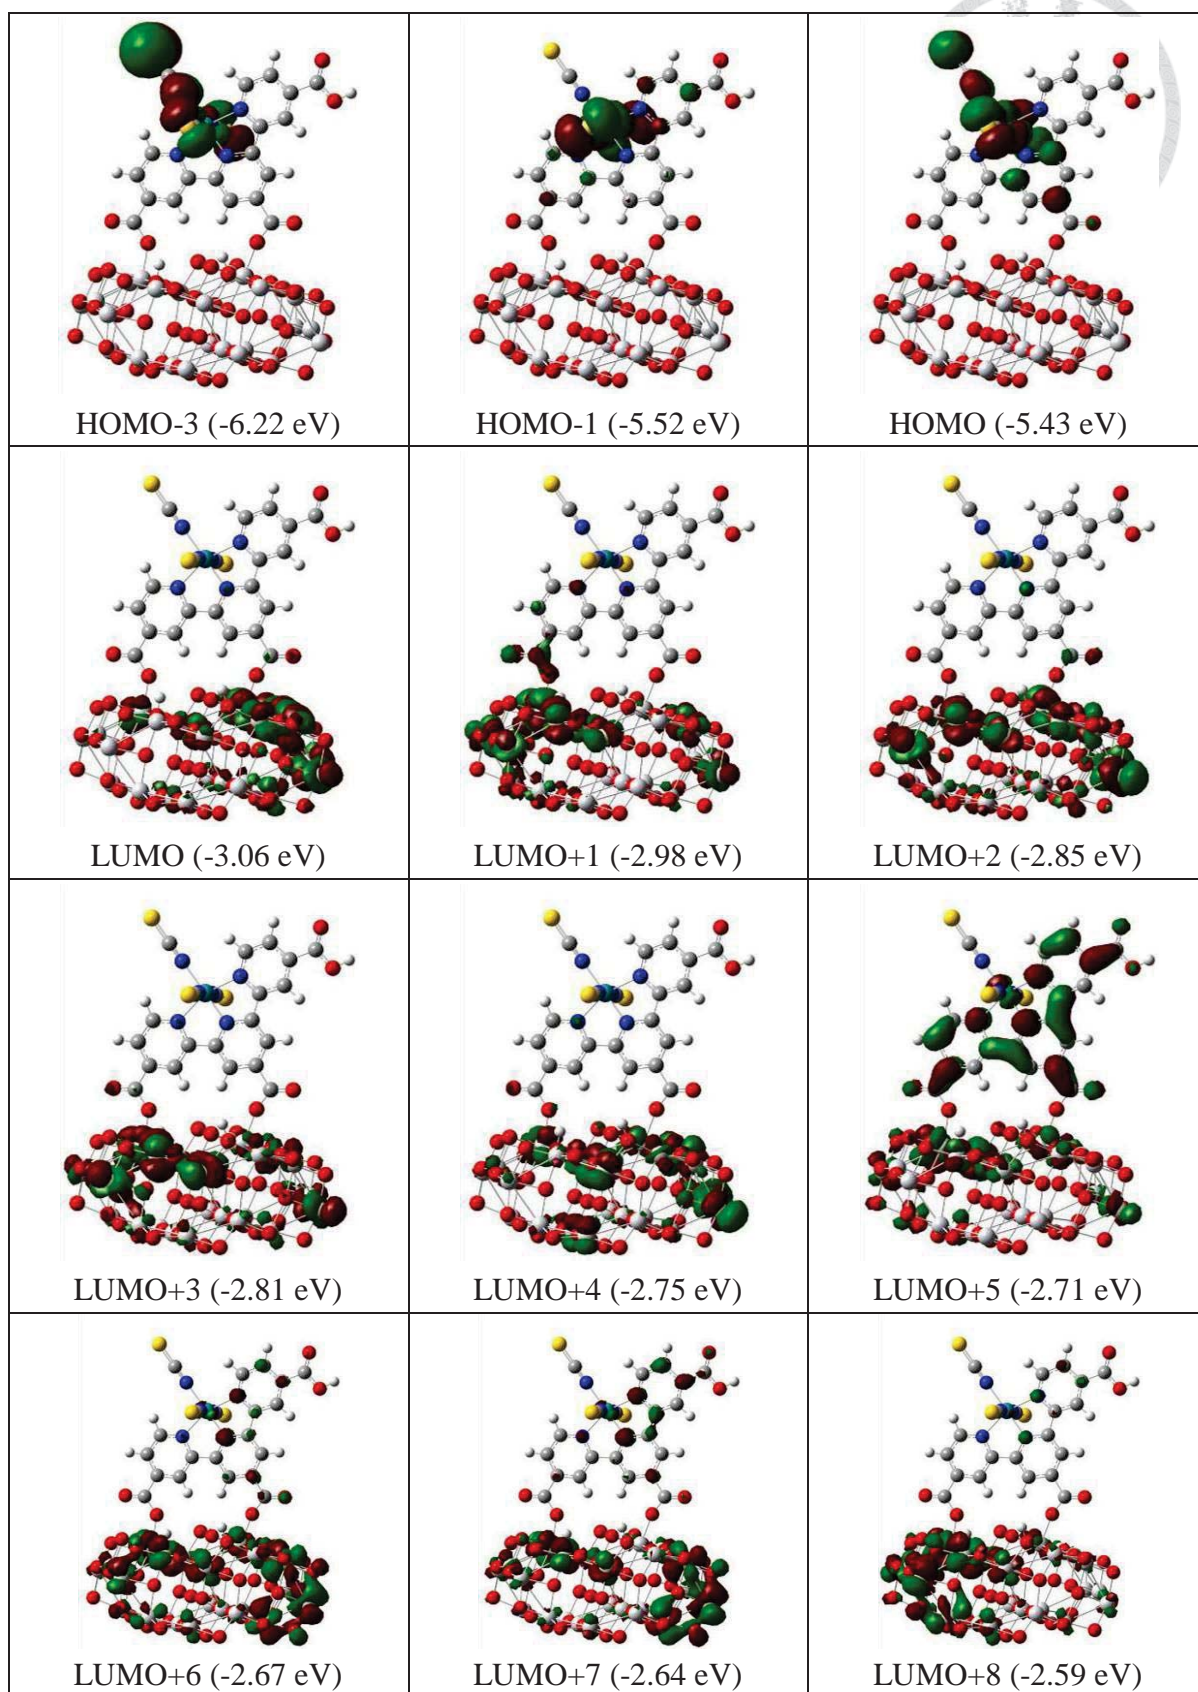 HOMO-3 (-6.22 eV)
HOMO-1 (-5.52 eV)
HOMO (-5.43 eV)
LUMO (-3.06 eV)
LUMO+1 (-2.98 eV)
LUMO+2 (-2.85 eV)
LUMO+3 (-2.81 eV)
LUMO+4 (-2.75 eV)
LUMO+5 (-2.71 eV)
LUMO+6 (-2.67 eV)
LUMO+7 (-2.64 eV)
LUMO+8 (-2.59 eV)